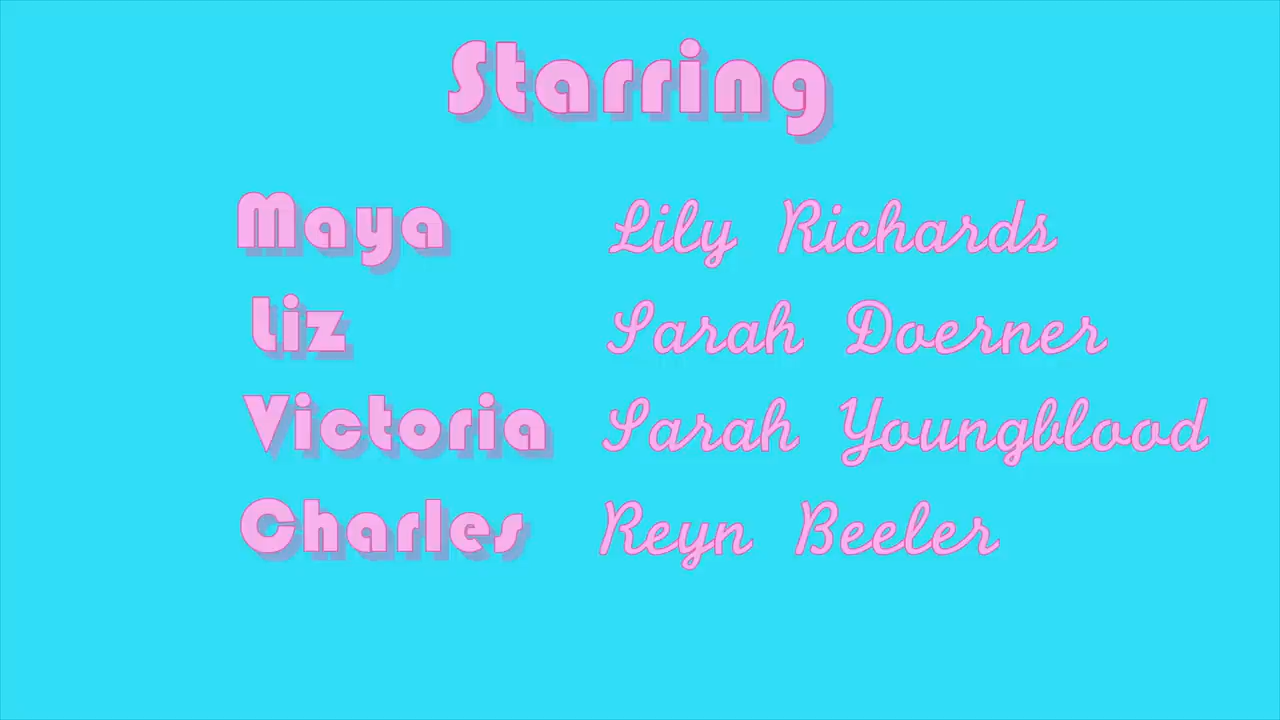 Starring
Maya Lily Richards
Liz Sarah Doerner
Victoria Sarah Youngblood
Charles Reyn Beeler